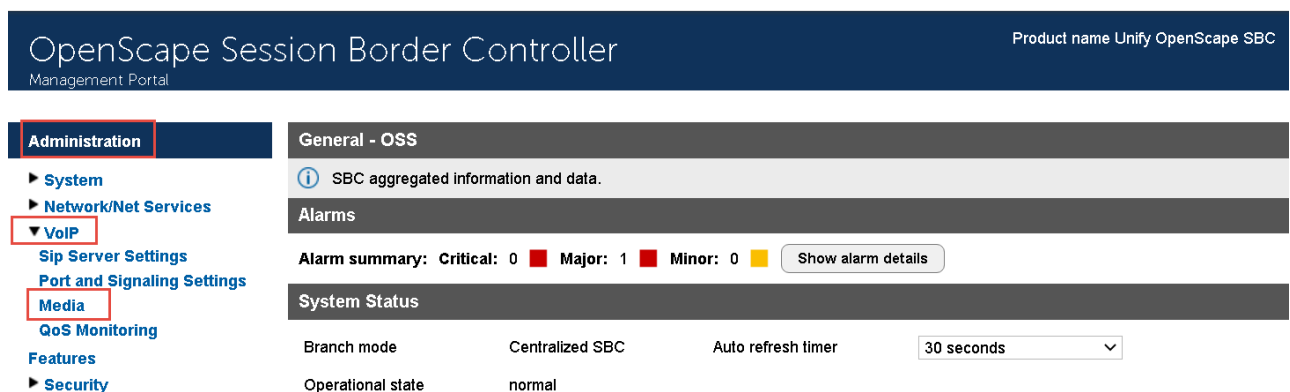 OpenScape Session Border Controller
Management Portal
Product name Unify OpenScape SBC
Administration
System
Network/Net Services
VoIP
Sip Server Settings
Port and Signaling Settings
Media
QoS Monitoring
Features
Security
General - OSS
SBC aggregated information and data.
Alarms
Alarm summary: Critical: 0 Major: 1 Minor: 0 Show alarm details
System Status
Branch mode Centralized SBC Auto refresh timer 30 seconds
Operational state normal